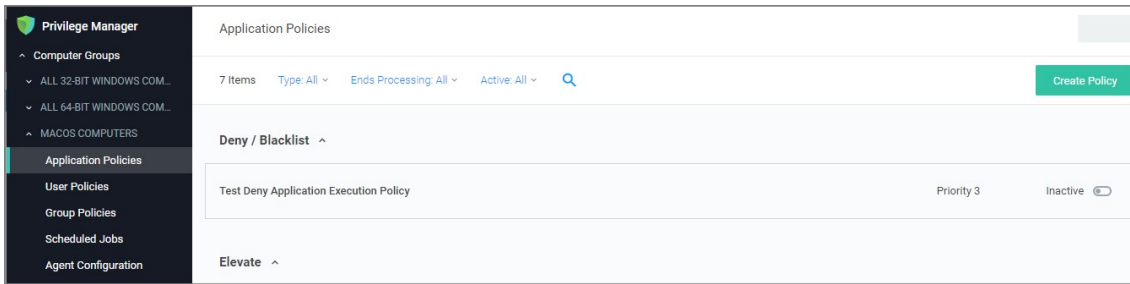 Privilege Manager
Computer Groups
ALL 32-BIT WINDOWS COM...
ALL 64-BIT WINDOWS COM...
MACOS COMPUTERS
Application Policies
User Policies
Group Policies
Scheduled Jobs
Agent Configuration
Application Policies
7 Items Type: All Ends Processing: All Active: All
Create Policy
Deny / Blacklist
Test Deny Application Execution Policy Priority 3 Inactive
Elevate